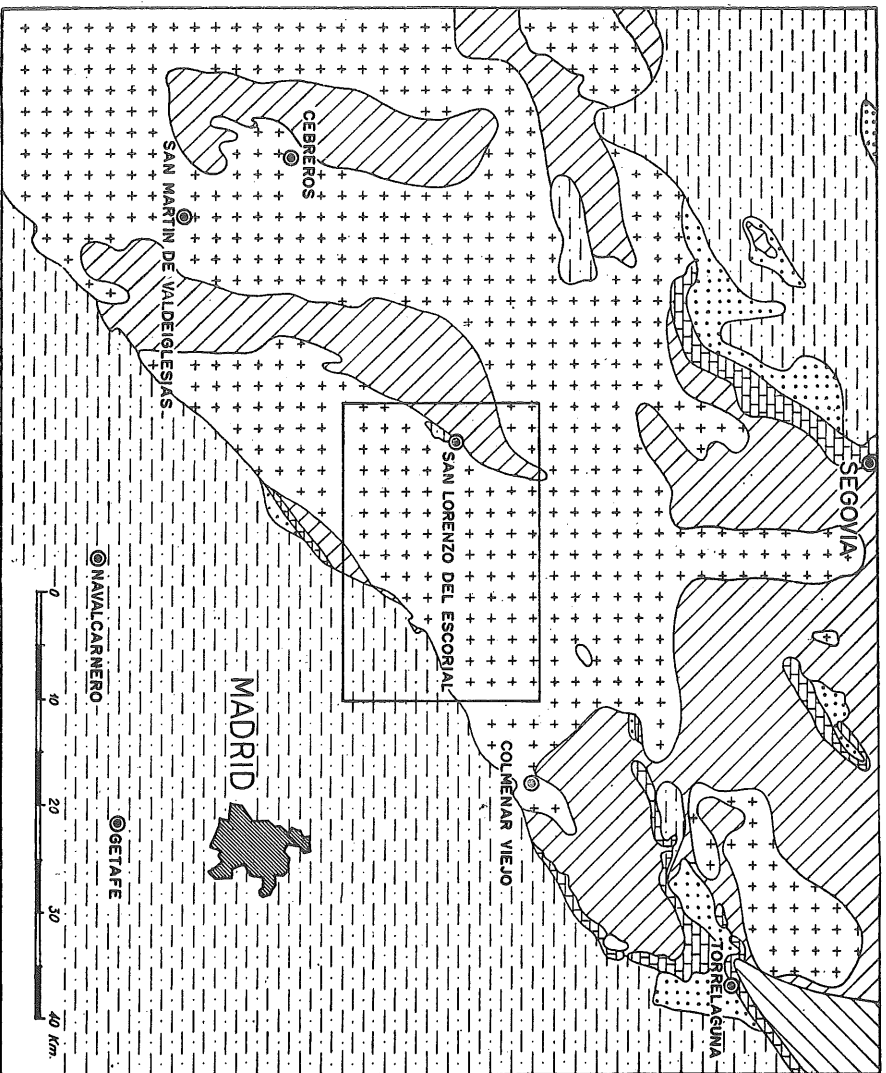 SEGOVIA
TORRELAGUNA
COLMENAR VIEJO
SAN LORENZO DEL ESCORIAL
CEBREROS
SAN MARTIN DE VALDEIGLESIAS
MADRID
GETAFE
NAVALCARNERO
0 10 20 30 40 Km.